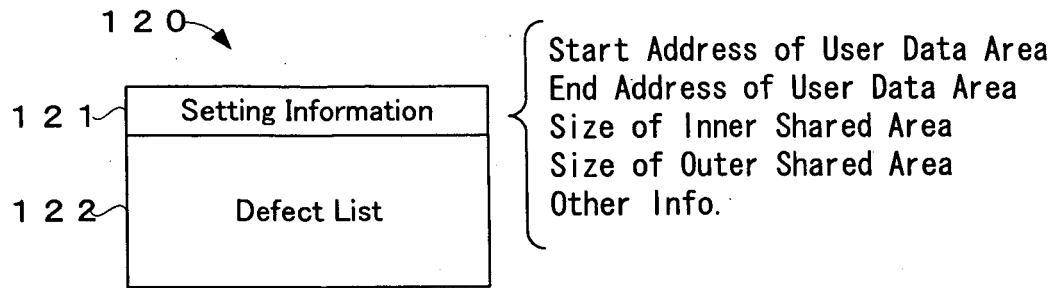 120
121 Setting Information
122 Defect List
Start Address of User Data Area
End Address of User Data Area
Size of Inner Shared Area
Size of Outer Shared Area
Other Info.